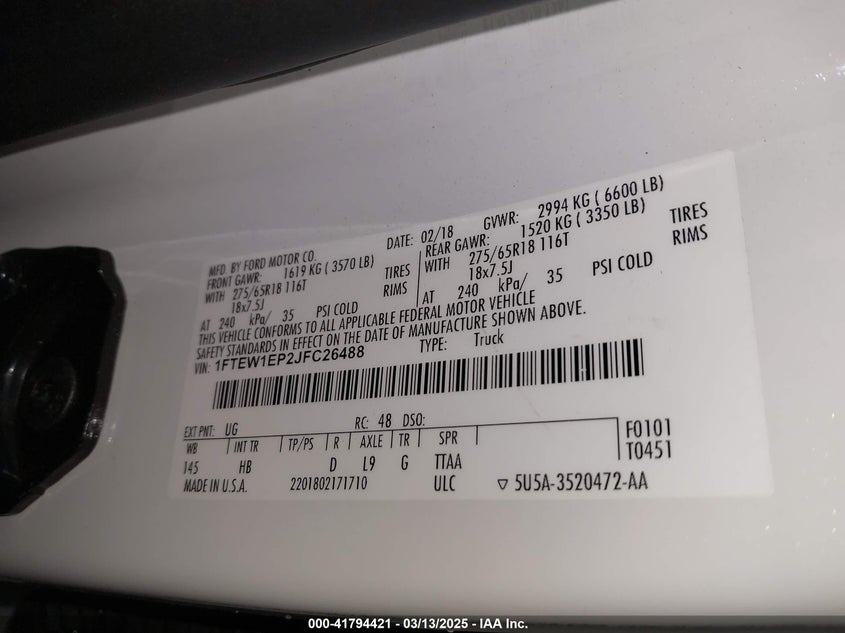 MFD. BY FORD MOTOR CO.
DATE: 02/18 GVWR: 2994 KG ( 6600 LB)
FRONT GAWR: 1619 KG ( 3570 LB) REAR GAWR: 1520 KG ( 3350 LB)
WITH 275/65R18 116T TIRES WITH 275/65R18 116T TIRES
18x7.5J RIMS 18x7.5J RIMS
AT 240 kPa/ 35 PSI COLD AT 240 kPa/ 35 PSI COLD
THIS VEHICLE CONFORMS TO ALL APPLICABLE FEDERAL MOTOR VEHICLE
SAFETY STANDARDS IN EFFECT ON THE DATE OF MANUFACTURE SHOWN ABOVE.
VIN: 1FTEW1EP2JFC26488 TYPE: Truck
EXT PNT: UG RC: 48 DSO: F0101
WB INT TR TP/PS R AXLE TR SPR T0451
145 HB D L9 G TTAA
MADE IN U.S.A. 2201802171710 ULC ▽ 5U5A-3520472-AA
000-41794421 - 03/13/2025 - IAA Inc.